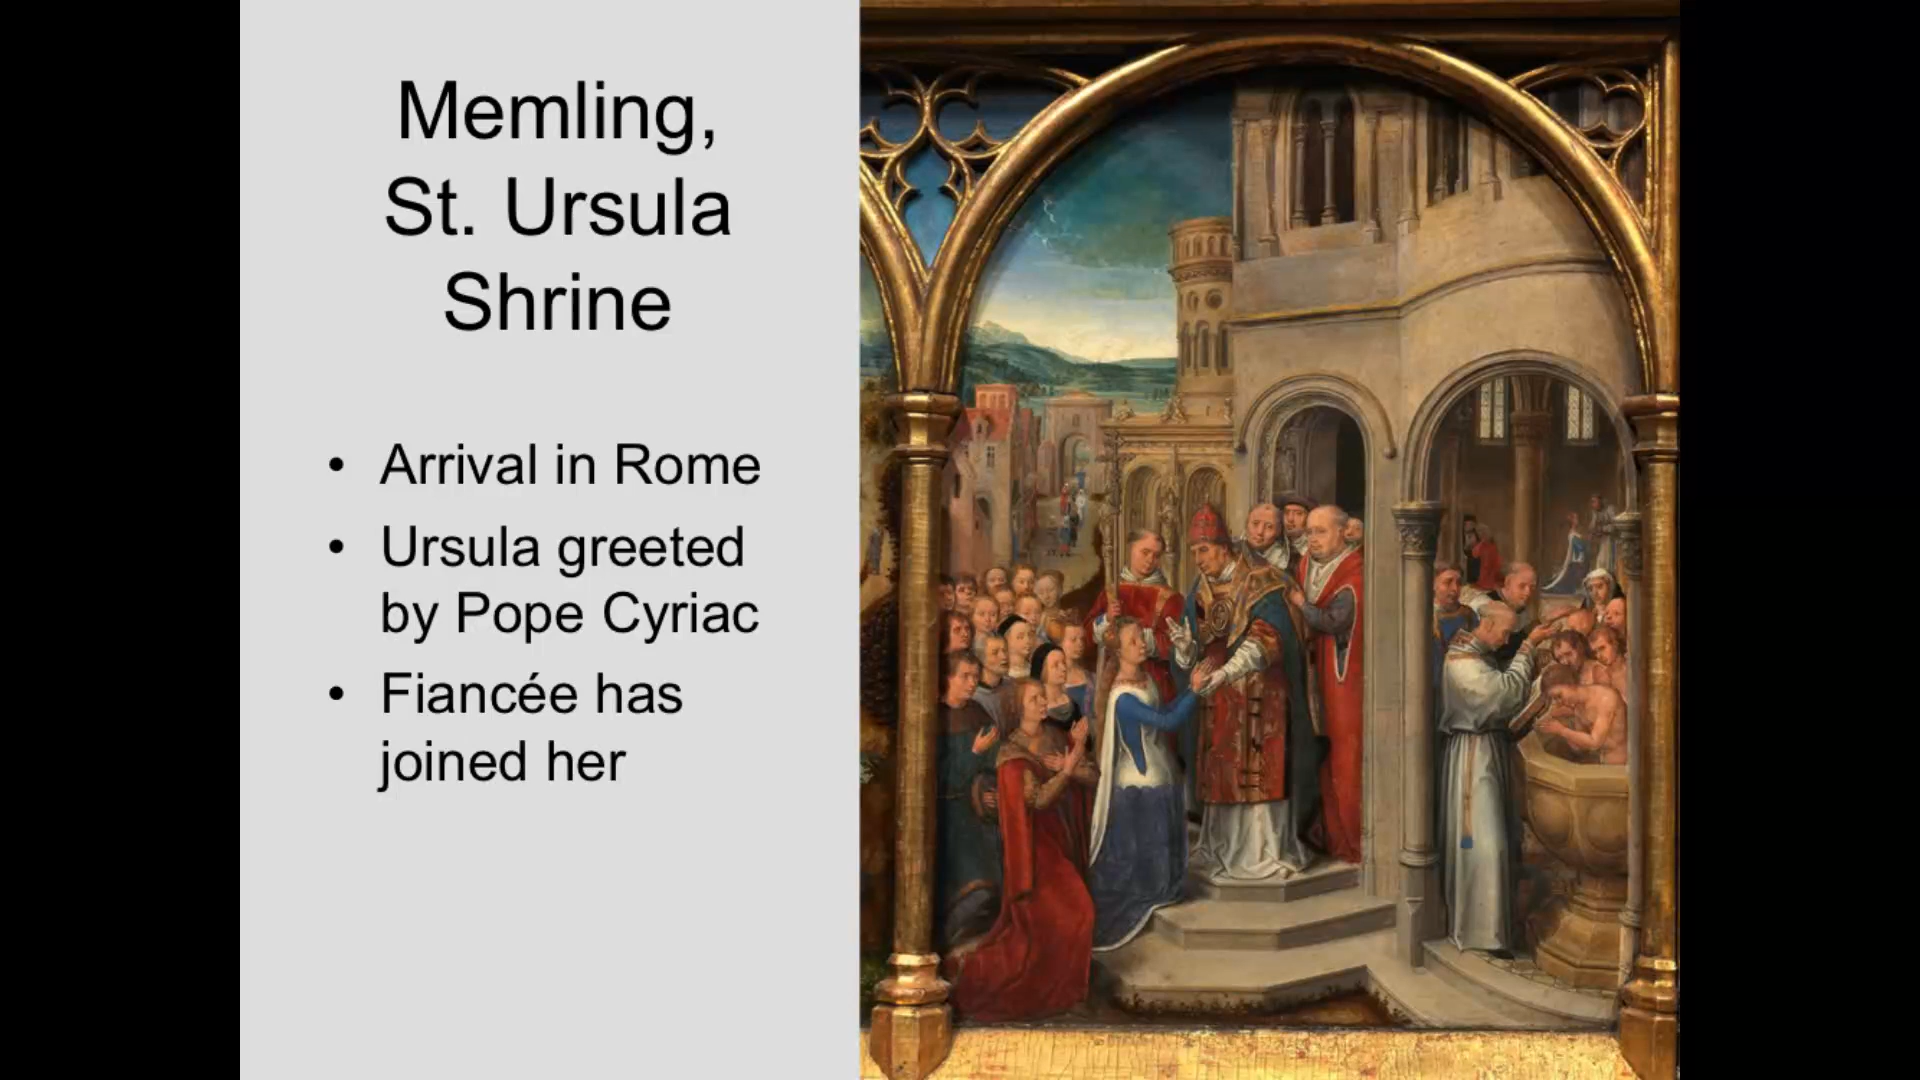 Memling,
St. Ursula
Shrine
• Arrival in Rome
• Ursula greeted
by Pope Cyriac
• Fiancée has
joined her